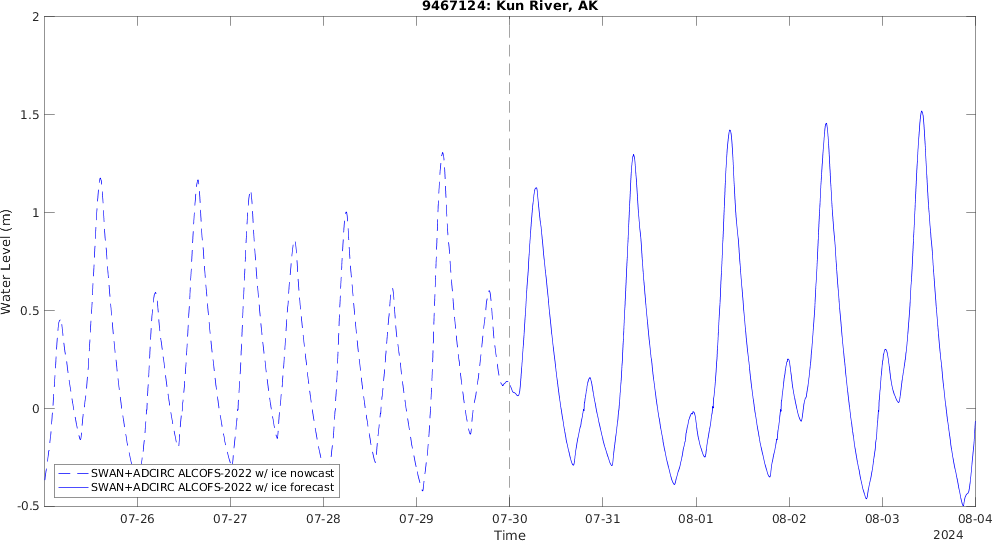 9467124: Kun River, AK
Water Level (m)
2
1.5
1
0.5
0
-0.5
SWAN+ADCIRC ALCOFS-2022 w/ ice nowcast
SWAN+ADCIRC ALCOFS-2022 w/ ice forecast
07-26 07-27 07-28 07-29 07-30 07-31 08-01 08-02 08-03 08-04
Time
2024